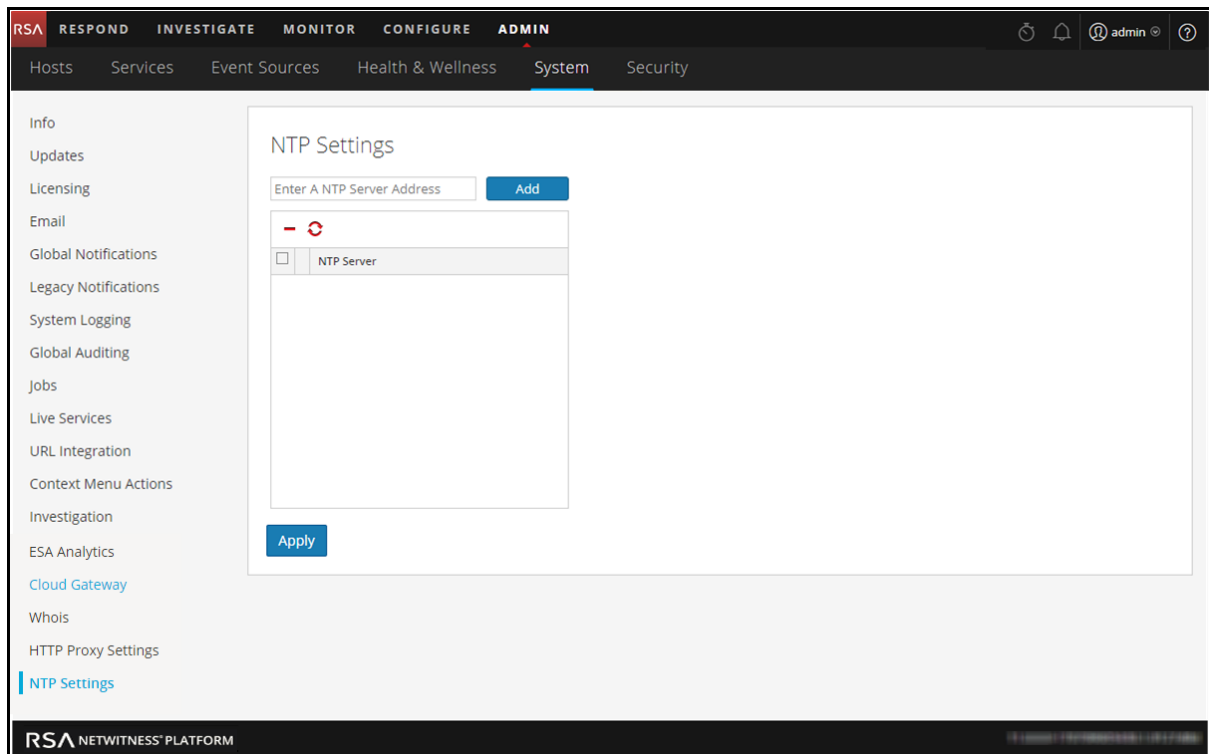 RSA RESPOND INVESTIGATE MONITOR CONFIGURE ADMIN admin ?
Hosts Services Event Sources Health & Wellness System Security
Info
Updates
Licensing
Email
Global Notifications
Legacy Notifications
System Logging
Global Auditing
Jobs
Live Services
URL Integration
Context Menu Actions
Investigation
ESA Analytics
Cloud Gateway
Whois
HTTP Proxy Settings
NTP Settings
NTP Settings
Enter A NTP Server Address Add
NTP Server
Apply
RSA NETWITNESS® PLATFORM